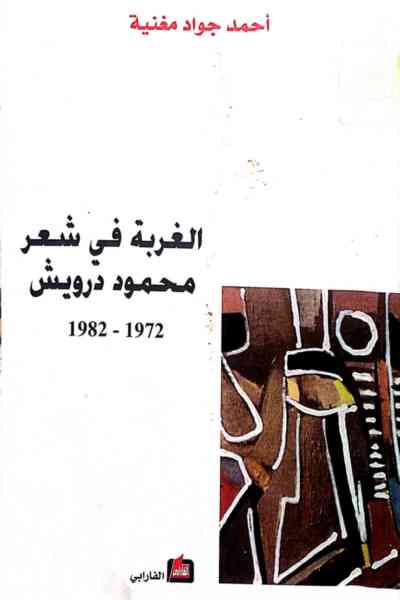 أحمد جواد مغنية
الغربة في شعر
محمود درويش
1982 - 1972
الفارابي